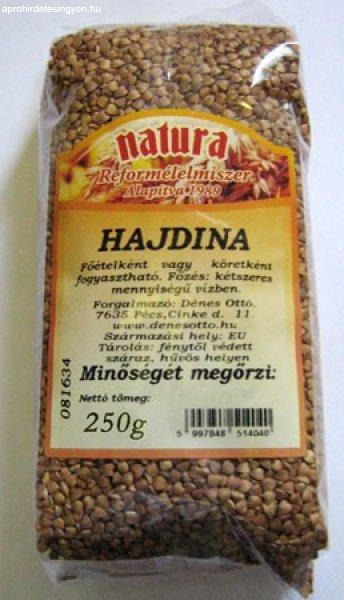 aprohirdetesingyen.hu
natura
Reformélelmiszer
Alapítva 1989
HAJDINA
Főételként vagy köretként
fogyasztható. Főzés: kétszeres
mennyiségű vízben.
Forgalmazó: Dénes Ottó,
7635 Pécs, Cinke d. 11.
www.denesotto.hu
Származási hely: EU
Tárolás: fénytől védett
száraz, hűvös helyen
Minőségét megőrzi:
Nettó tömeg:
250g
081634
5 997848 514040